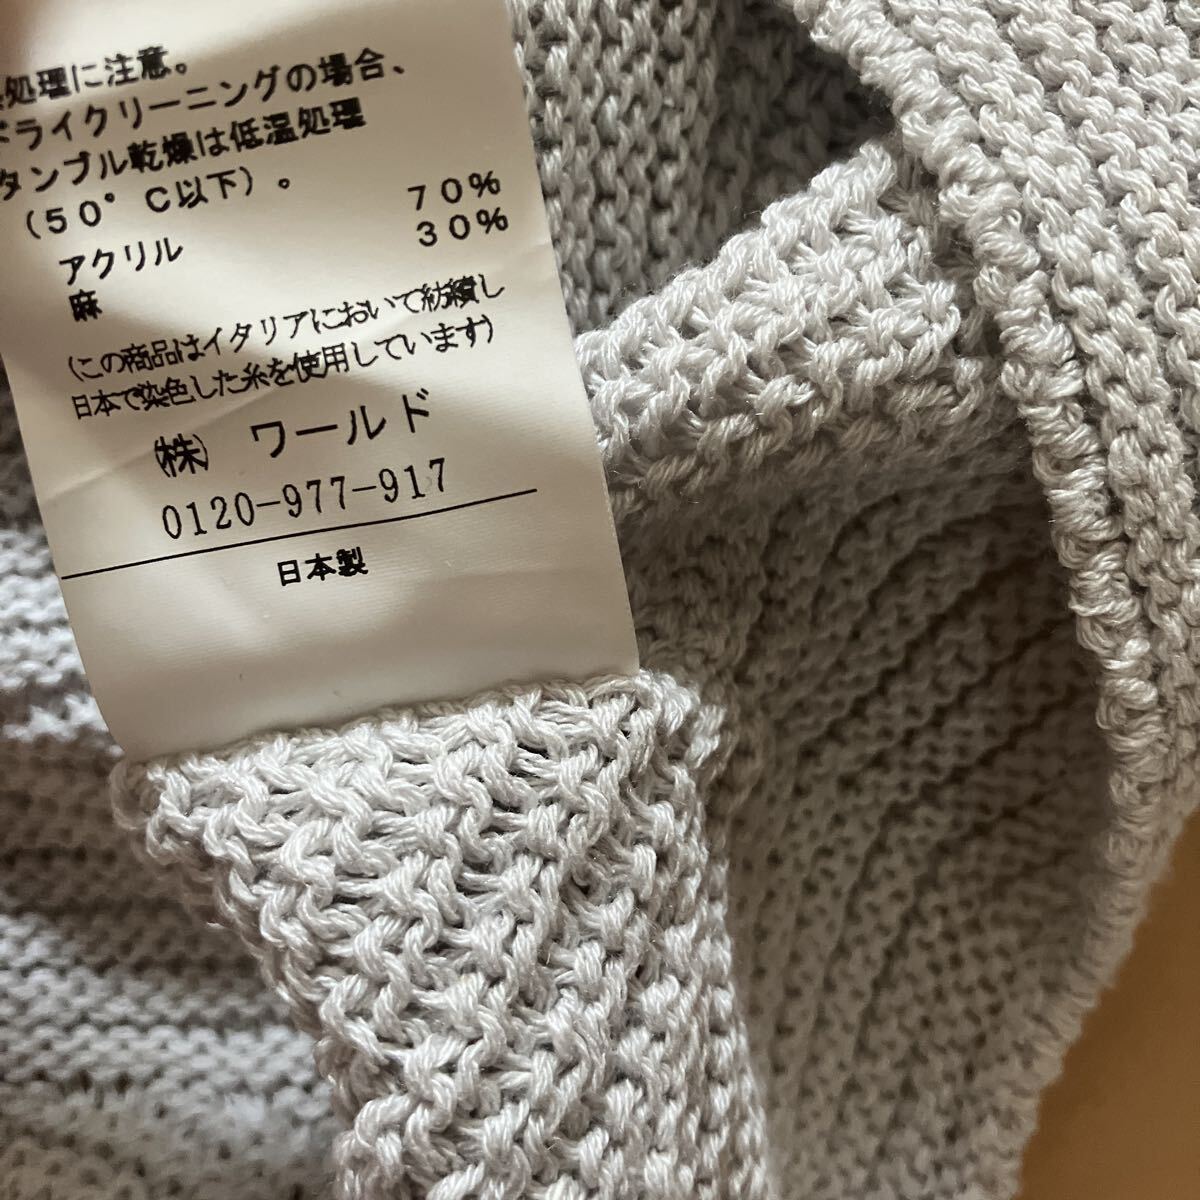 処理に注意。
ドライクリーニングの場合、
タンブル乾燥は低温処理
(50°C以下)。
アクリル 70%
麻 30%
(この商品はイタリアにおいて紡績し
日本で染色した糸を使用しています)
(株) ワールド
0120-977-917
日本製